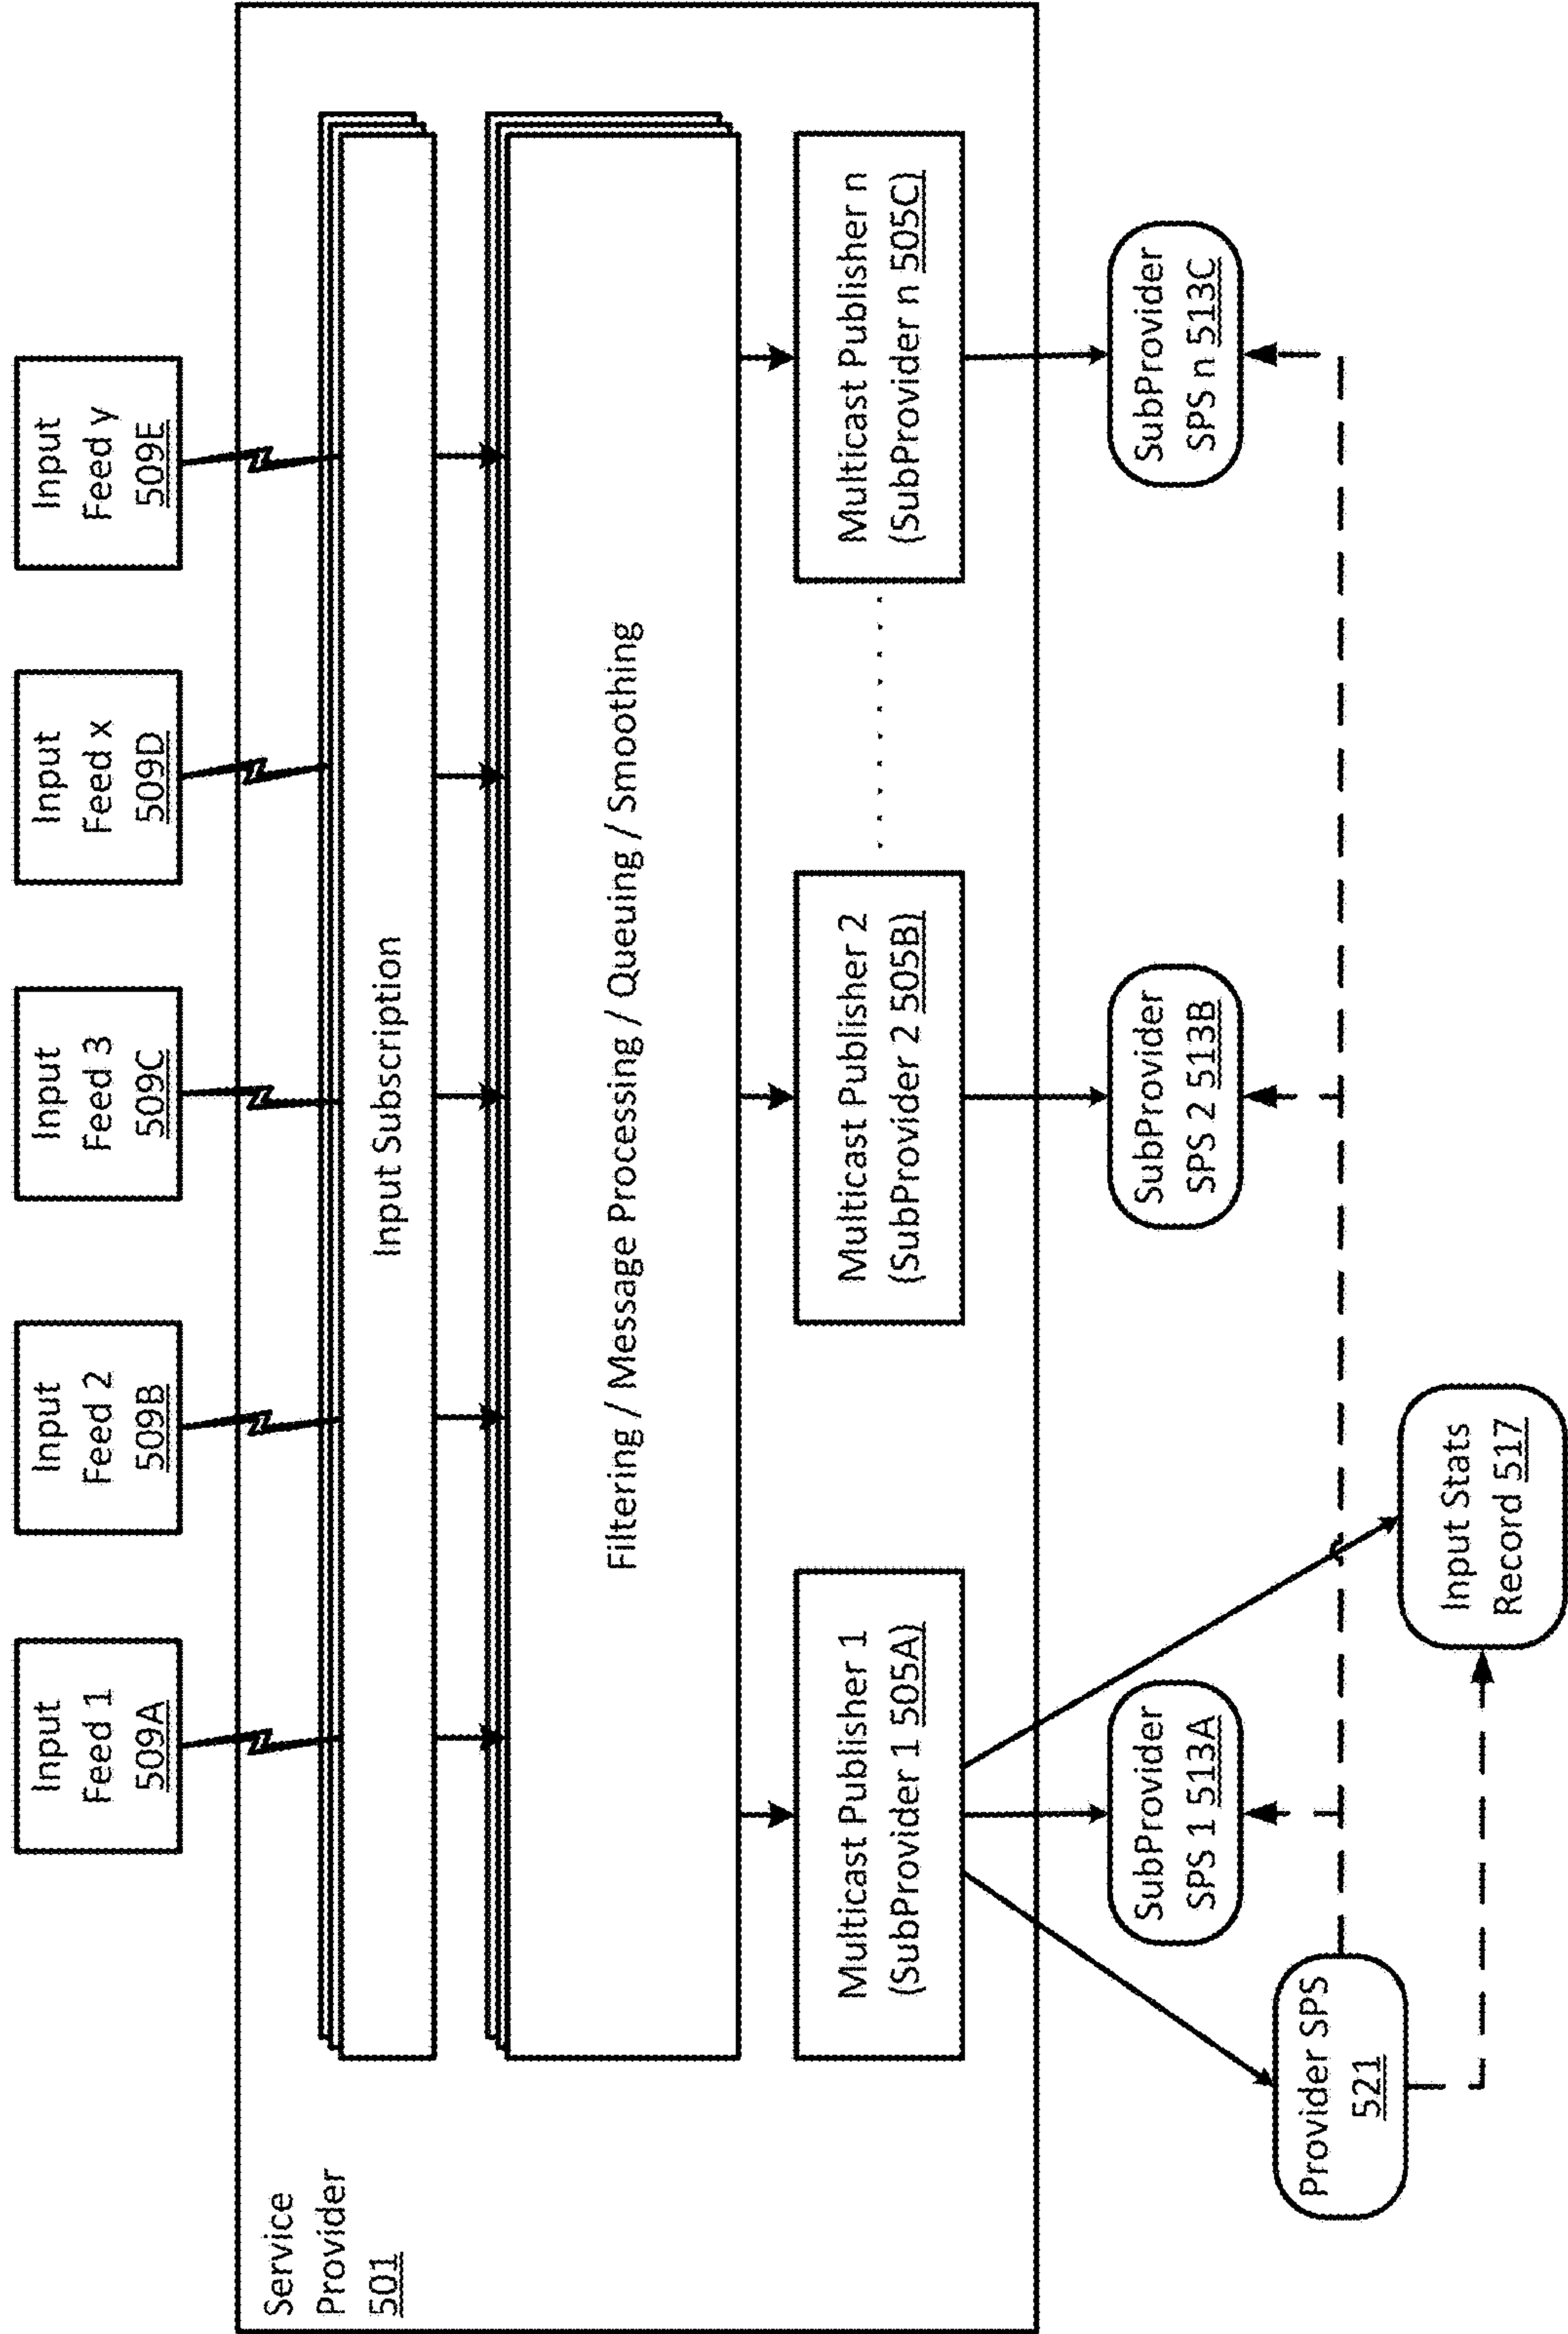 Input
Feed 1
509A
Input
Feed 2
509B
Input
Feed 3
509C
Input
Feed x
509D
Input
Feed y
509E
Service
Provider
501
Input Subscription
Filtering / Message Processing / Queuing / Smoothing
Multicast Publisher 1
(SubProvider 1 505A)
Multicast Publisher 2
(SubProvider 2 505B)
. . . . . . . .
Multicast Publisher n
(SubProvider n 505C)
SubProvider
SPS 1 513A
SubProvider
SPS 2 513B
SubProvider
SPS n 513C
Provider SPS
521
Input Stats
Record 517